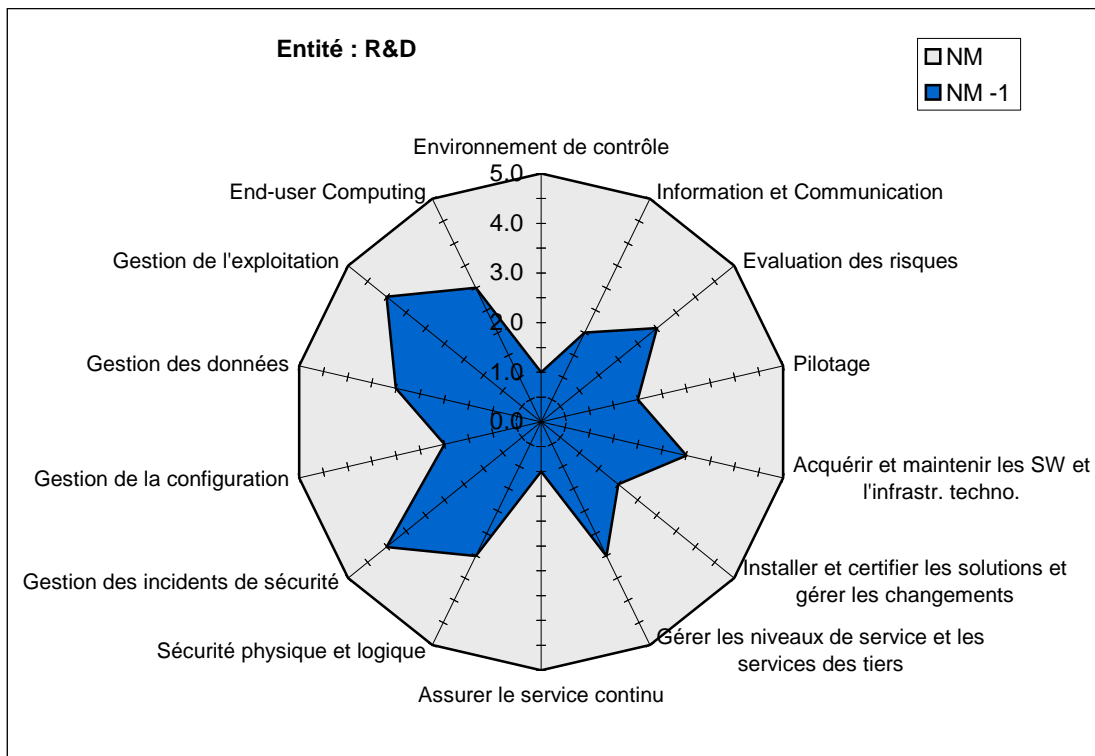 Entité : R&D
NM
NM -1
Environnement de contrôle
5.0
End-user Computing
Information et Communication
4.0
Gestion de l'exploitation
Evaluation des risques
3.0
2.0
Gestion des données
Pilotage
1.0
0.0
Gestion de la configuration
Acquérir et maintenir les SW et
l'infrastr. techno.
Gestion des incidents de sécurité
Installer et certifier les solutions et
gérer les changements
Sécurité physique et logique
Gérer les niveaux de service et les
services des tiers
Assurer le service continu